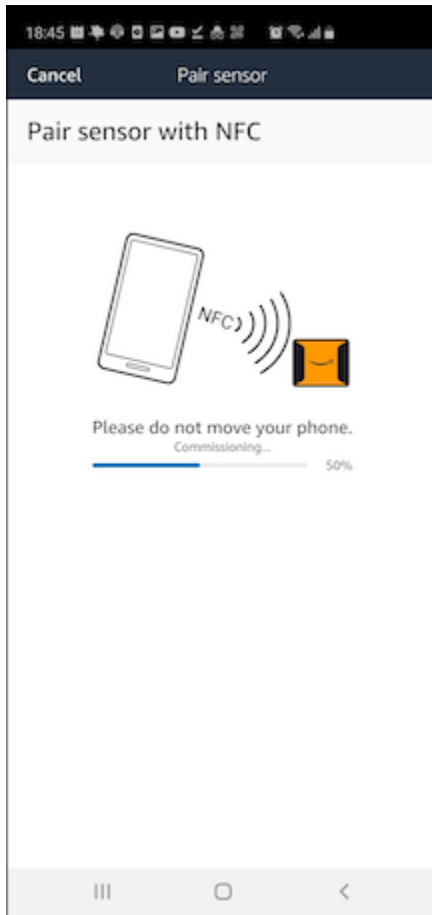 18:45
Cancel Pair sensor
Pair sensor with NFC
NFC
Please do not move your phone.
Commissioning...
50%